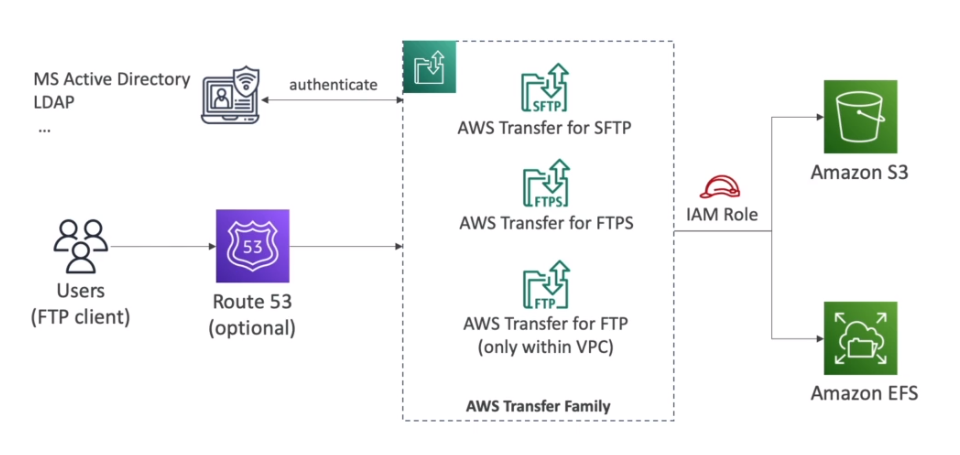 MS Active Directory
LDAP
...
authenticate
Users
(FTP client)
53
Route 53
(optional)
SFTP
AWS Transfer for SFTP
FTPS
AWS Transfer for FTPS
FTP
AWS Transfer for FTP
(only within VPC)
AWS Transfer Family
IAM Role
Amazon S3
Amazon EFS